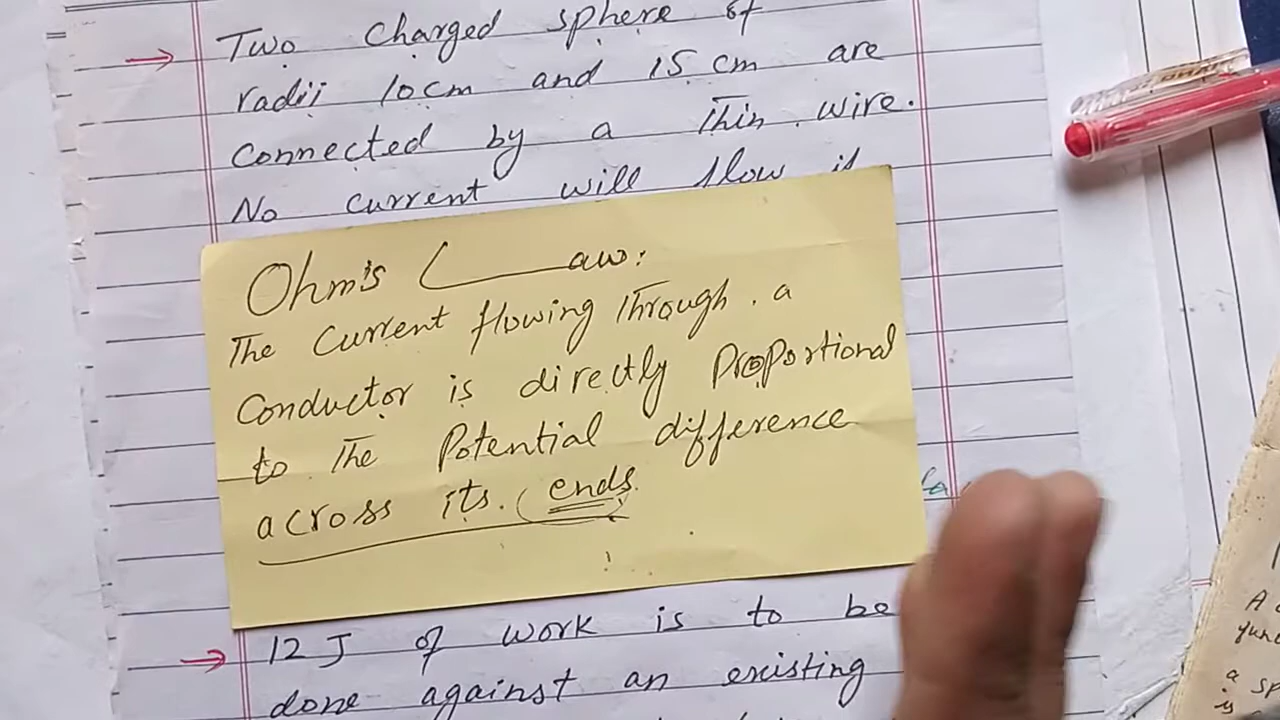 Two charged sphere of
radii 10cm and 15 cm are
connected by a thin wire.
No current will flow if
Ohm's Law:
The current flowing through a
conductor is directly proportional
to the potential difference
across its (ends)
12 J of work is to be
done against an existing